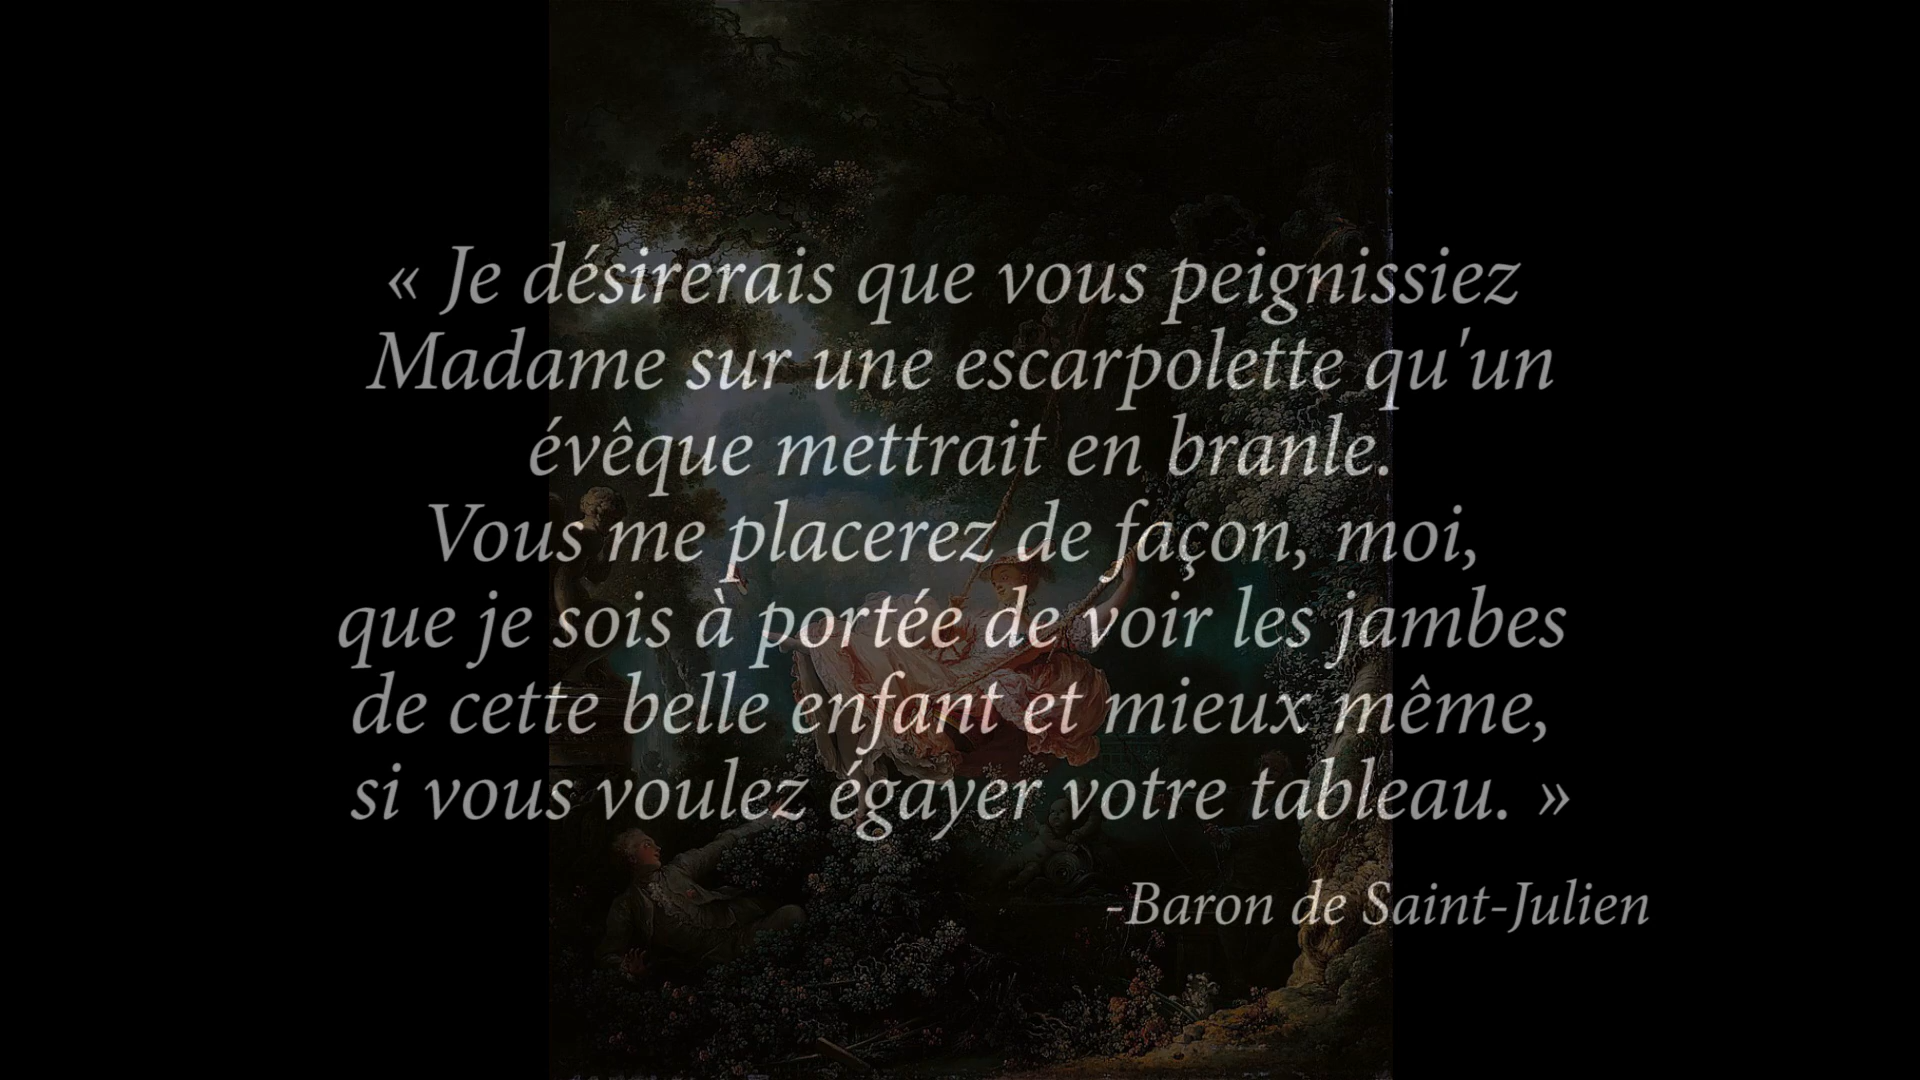 « Je désirerais que vous peignissiez
Madame sur une escarpolette qu'un
évêque mettrait en branle.
Vous me placerez de façon, moi,
que je sois à portée de voir les jambes
de cette belle enfant et mieux même,
si vous voulez égayer votre tableau. »
-Baron de Saint-Julien